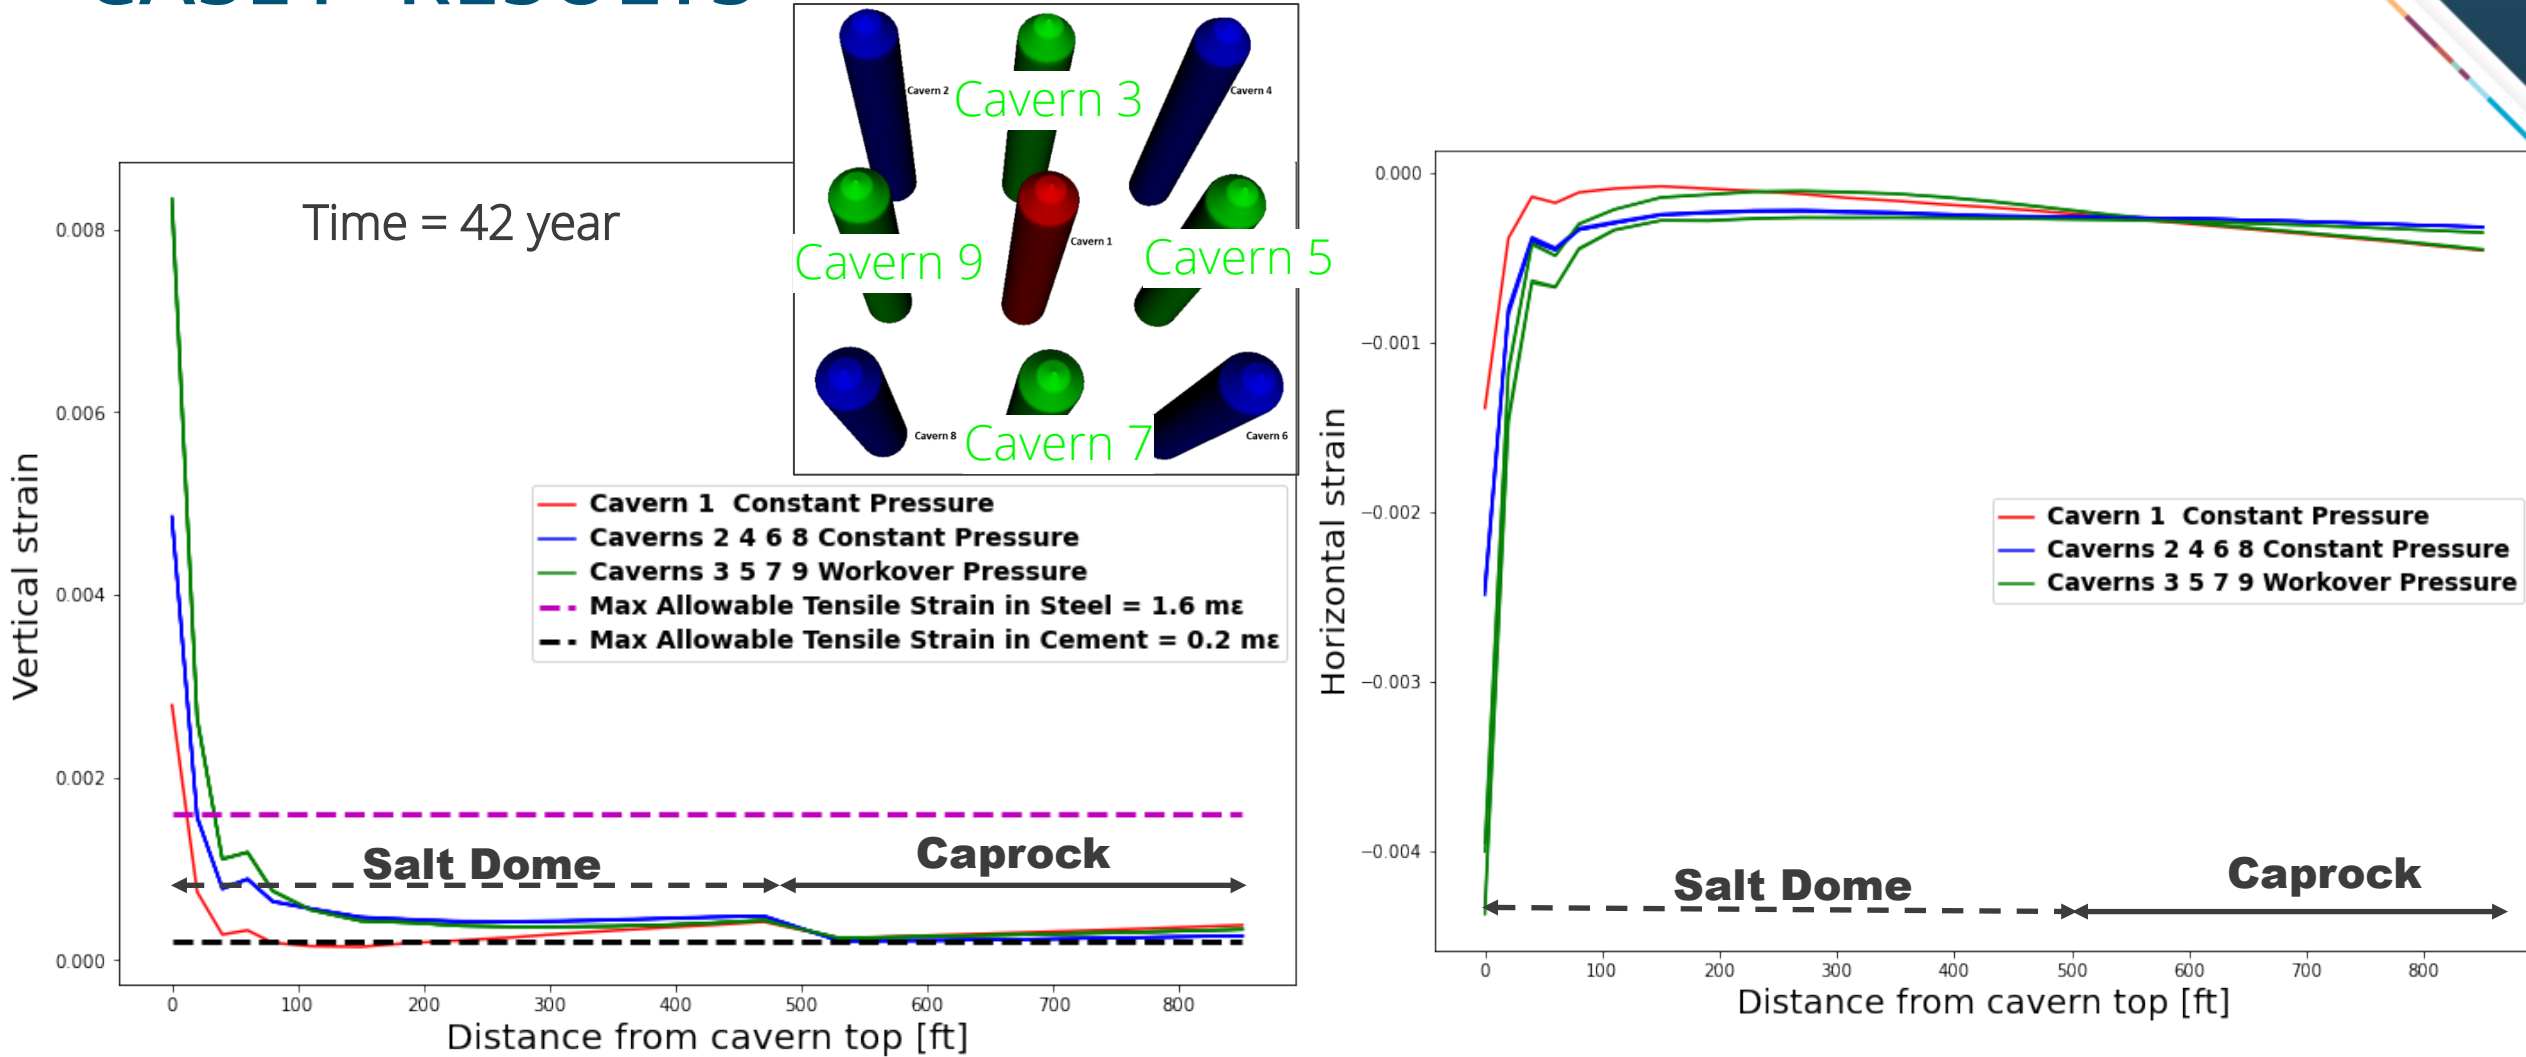 RESULTS
Cavern 2
Cavern 3
Cavern 4
Cavern 9
Cavern 1
Cavern 5
Cavern 8
Cavern 7
Cavern 6
Time = 42 year
Vertical strain
0.008
0.006
0.004
0.002
0.000
Cavern 1 Constant Pressure
Caverns 2 4 6 8 Constant Pressure
Caverns 3 5 7 9 Workover Pressure
Max Allowable Tensile Strain in Steel = 1.6 mε
Max Allowable Tensile Strain in Cement = 0.2 mε
Salt Dome
Caprock
0 100 200 300 400 500 600 700 800
Distance from cavern top [ft]
Horizontal strain
0.000
−0.001
−0.002
−0.003
−0.004
Cavern 1 Constant Pressure
Caverns 2 4 6 8 Constant Pressure
Caverns 3 5 7 9 Workover Pressure
Salt Dome
Caprock
0 100 200 300 400 500 600 700 800
Distance from cavern top [ft]